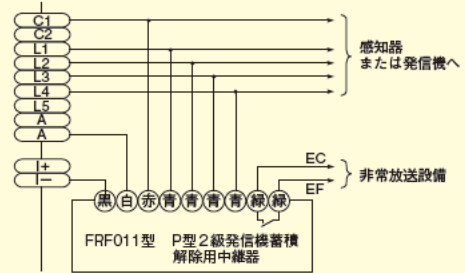 C1
C2
L1
L2
L3
L4
L5
A
A
I+
I−
感知器
または発信機へ
EC
EF
非常放送設備
黒 白 赤 青 青 青 青 緑 緑
FRF011型 P型2級発信機蓄積
解除用中継器